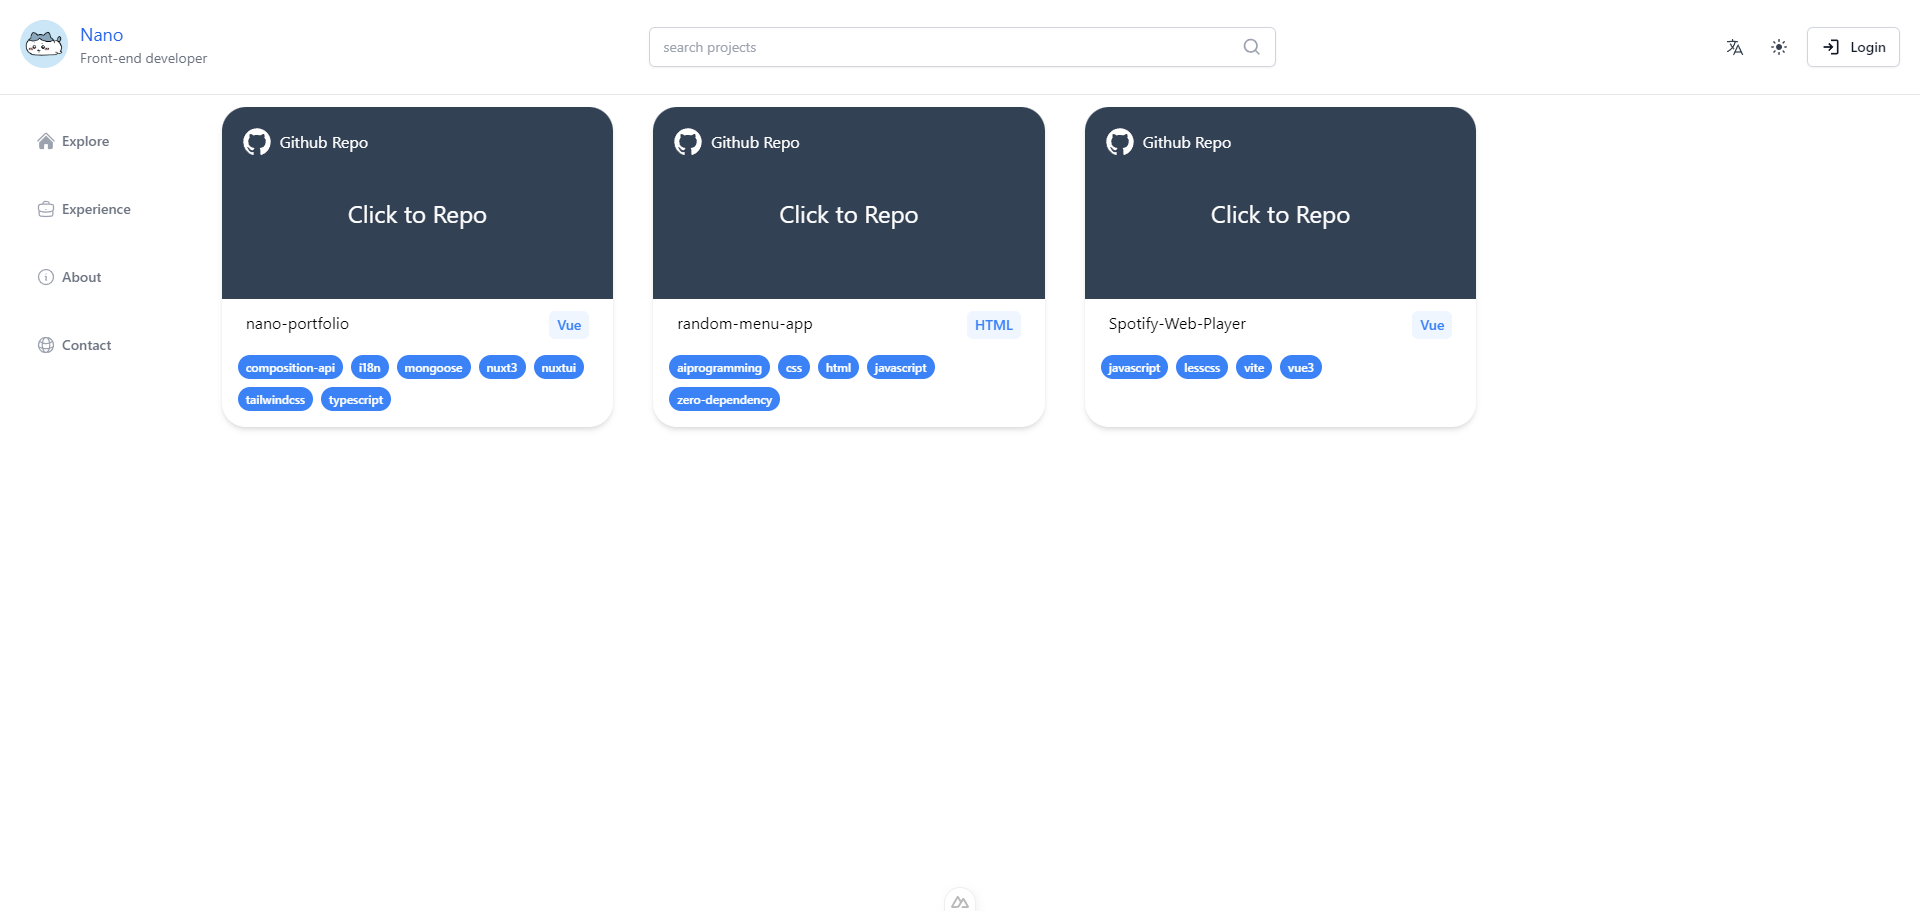 Nano
Front-end developer
search projects
Login
Explore
Experience
About
Contact
Github Repo
Click to Repo
nano-portfolio
Vue
composition-api i18n mongoose nuxt3 nuxtui
tailwindcss typescript
Github Repo
Click to Repo
random-menu-app
HTML
aiprogramming css html javascript
zero-dependency
Github Repo
Click to Repo
Spotify-Web-Player
Vue
javascript lesscss vite vue3